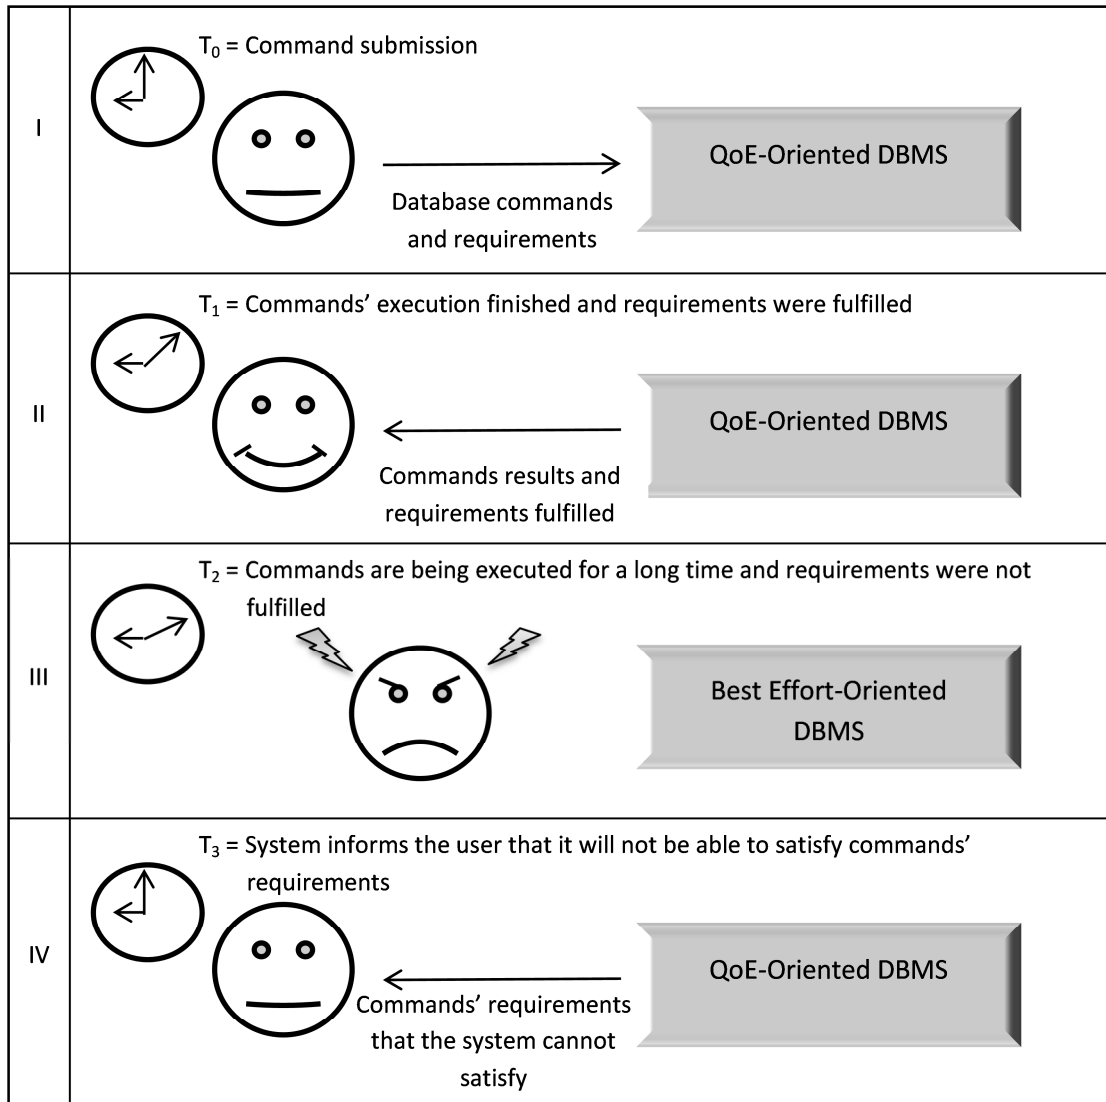 I
T0 = Command submission
QoE-Oriented DBMS
Database commands
and requirements
II
T1 = Commands’ execution finished and requirements were fulfilled
QoE-Oriented DBMS
Commands results and
requirements fulfilled
III
T2 = Commands are being executed for a long time and requirements were not
fulfilled
Best Effort-Oriented
DBMS
IV
T3 = System informs the user that it will not be able to satisfy commands’
requirements
QoE-Oriented DBMS
Commands’ requirements
that the system cannot
satisfy